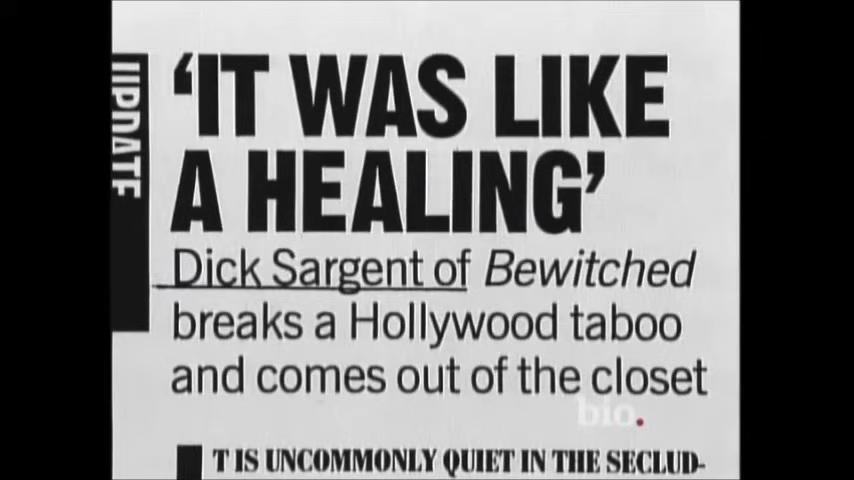 UPDATE
‘IT WAS LIKE
A HEALING’
Dick Sargent of Bewitched
breaks a Hollywood taboo
and comes out of the closet
bio.
T IS UNCOMMONLY QUIET IN THE SECLUD-